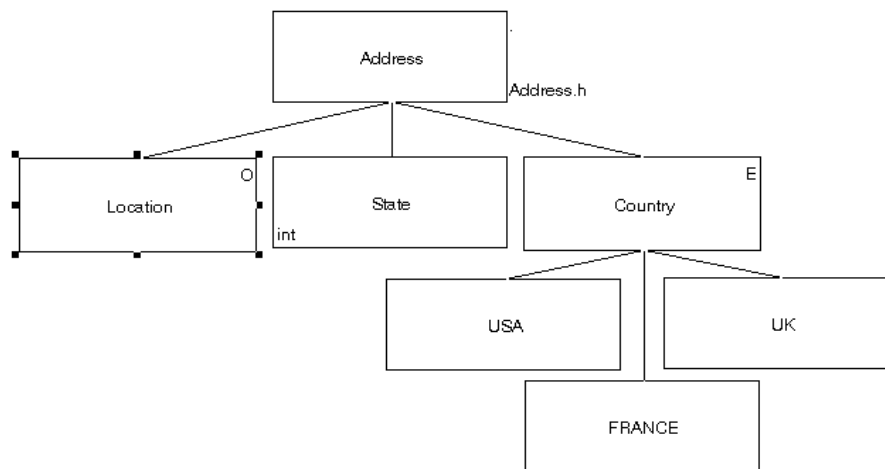 Address
Address.h
O
Location
State
int
E
Country
USA
UK
FRANCE